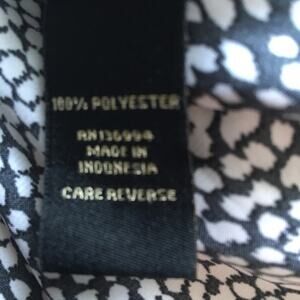 100% POLYESTER
RN136994
MADE IN
INDONESIA
CARE REVERSE